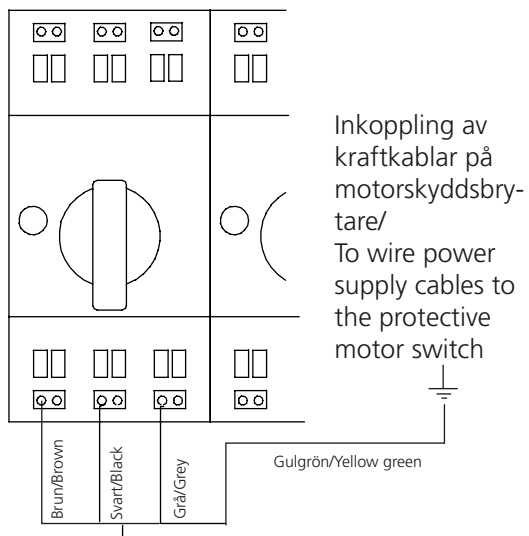 Inkoppling av
kraftkablar på
motorskyddsbry-
tare/
To wire power
supply cables to
the protective
motor switch
Brun/Brown
Svart/Black
Grå/Grey
Gulgrön/Yellow green